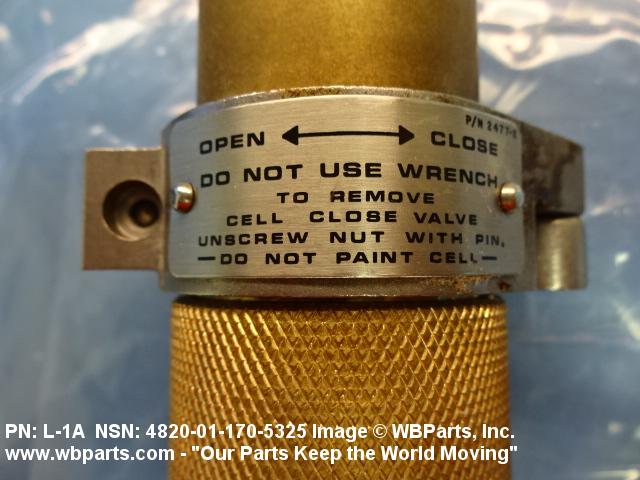 P/N 2477-
OPEN CLOSE
DO NOT USE WRENCH
TO REMOVE
CELL CLOSE VALVE
UNSCREW NUT WITH PIN.
— DO NOT PAINT CELL —
PN: L-1A NSN: 4820-01-170-5325 Image © WBParts, Inc.
www.wbparts.com - "Our Parts Keep the World Moving"